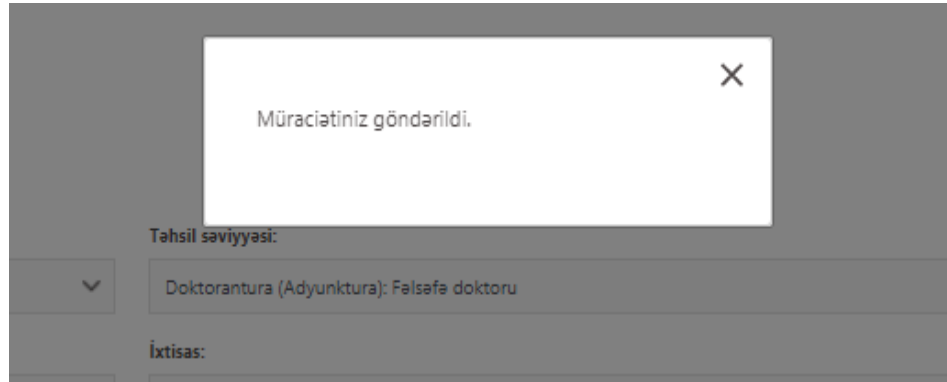 Müraciətiniz göndərildi.
Təhsil səviyyəsi:
Doktorantura (Adyunktura): Fəlsəfə doktoru
İxtisas: